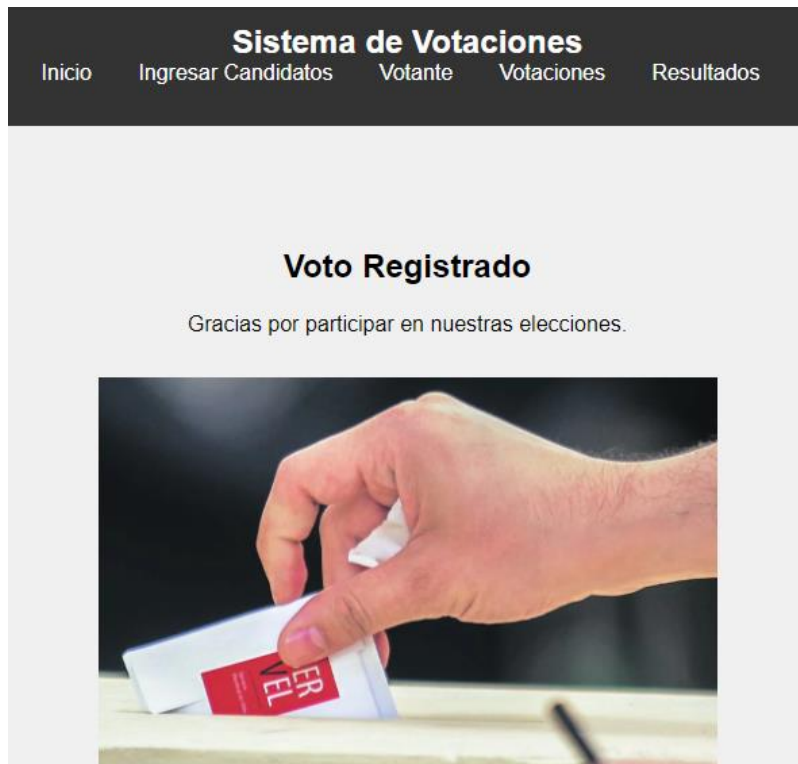 Sistema de Votaciones
Inicio Ingresar Candidatos Votante Votaciones Resultados
Voto Registrado
Gracias por participar en nuestras elecciones.
ER
VEL